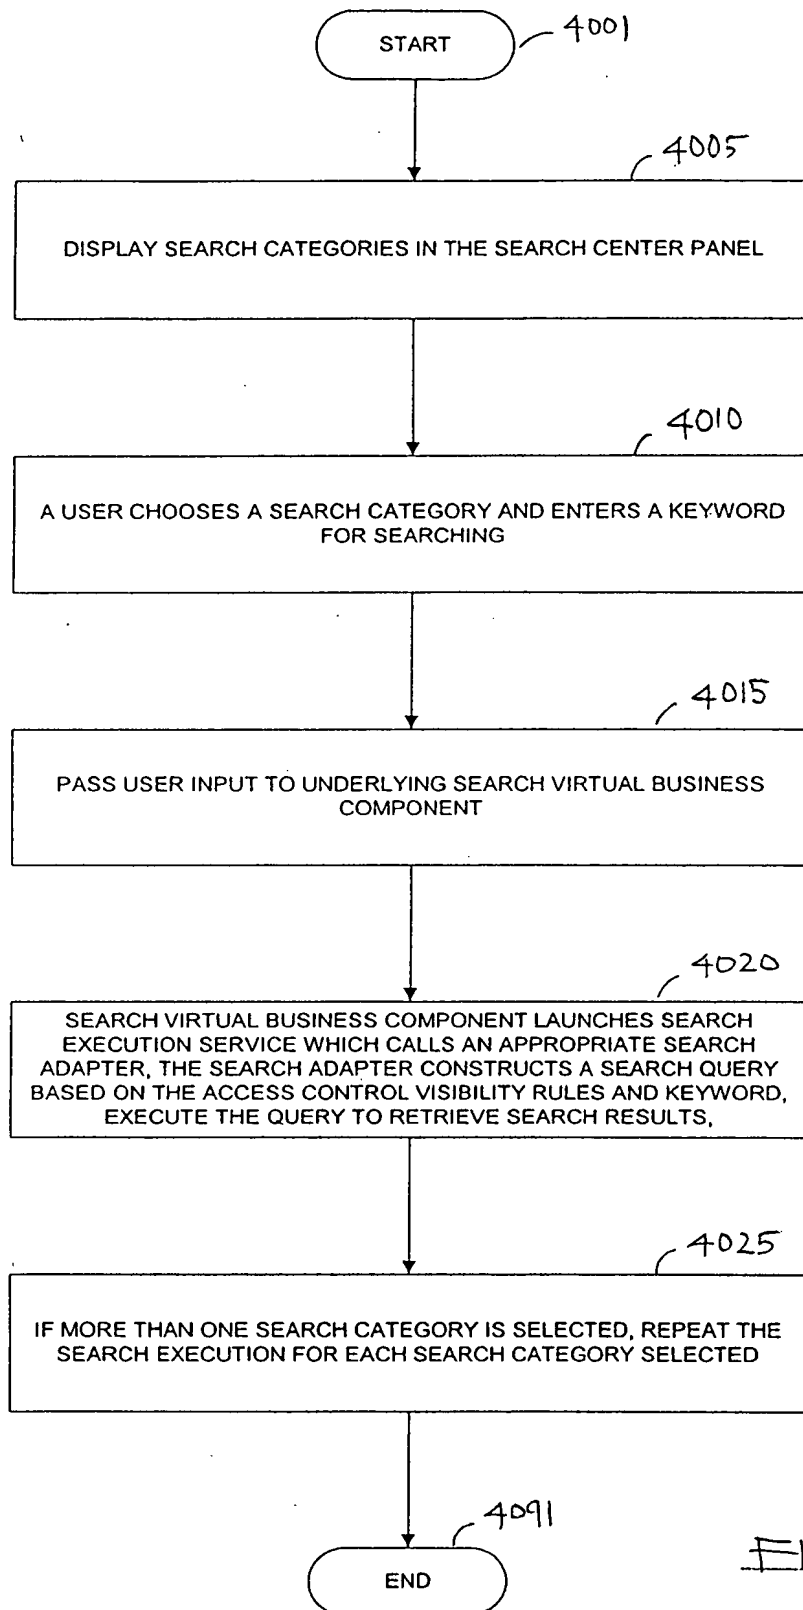 START
4001
4005
DISPLAY SEARCH CATEGORIES IN THE SEARCH CENTER PANEL
4010
A USER CHOOSES A SEARCH CATEGORY AND ENTERS A KEYWORD
FOR SEARCHING
4015
PASS USER INPUT TO UNDERLYING SEARCH VIRTUAL BUSINESS
COMPONENT
4020
SEARCH VIRTUAL BUSINESS COMPONENT LAUNCHES SEARCH
EXECUTION SERVICE WHICH CALLS AN APPROPRIATE SEARCH
ADAPTER, THE SEARCH ADAPTER CONSTRUCTS A SEARCH QUERY
BASED ON THE ACCESS CONTROL VISIBILITY RULES AND KEYWORD,
EXECUTE THE QUERY TO RETRIEVE SEARCH RESULTS,
4025
IF MORE THAN ONE SEARCH CATEGORY IS SELECTED, REPEAT THE
SEARCH EXECUTION FOR EACH SEARCH CATEGORY SELECTED
4091
END